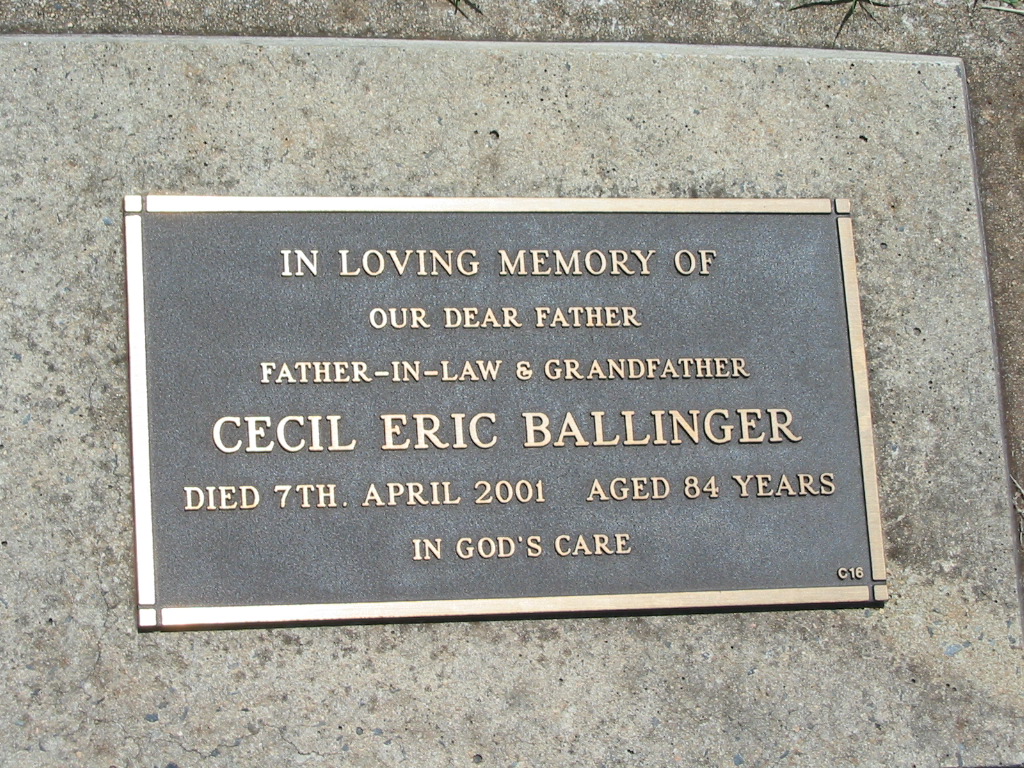 IN LOVING MEMORY OF
OUR DEAR FATHER
FATHER-IN-LAW & GRANDFATHER
CECIL ERIC BALLINGER
DIED 7TH. APRIL 2001 AGED 84 YEARS
IN GOD'S CARE
C16